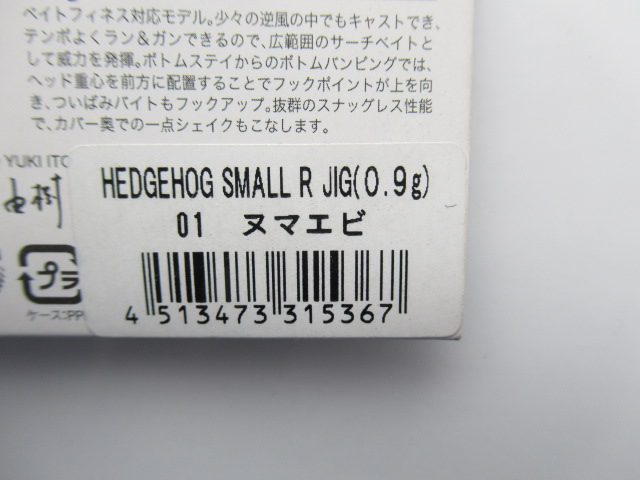 ベイトフィネス対応モデル。少々の逆風の中でもキャストでき、
テンポよくラン&ガンできるので、広範囲のサーチベイトと
して威力を発揮。ボトムステイからのボトムバンピングでは、
ヘッド重心を前方に配置することでフックポイントが上を向
き、ついばみバイトもフックアップ。抜群のスナッグレス性能
で、カバー奥での一点シェイクもこなします。
YUKI ITO
由樹
プラ
ケース:PP
HEDGEHOG SMALL R JIG(0.9g)
01 ヌマエビ
4 513473 315367